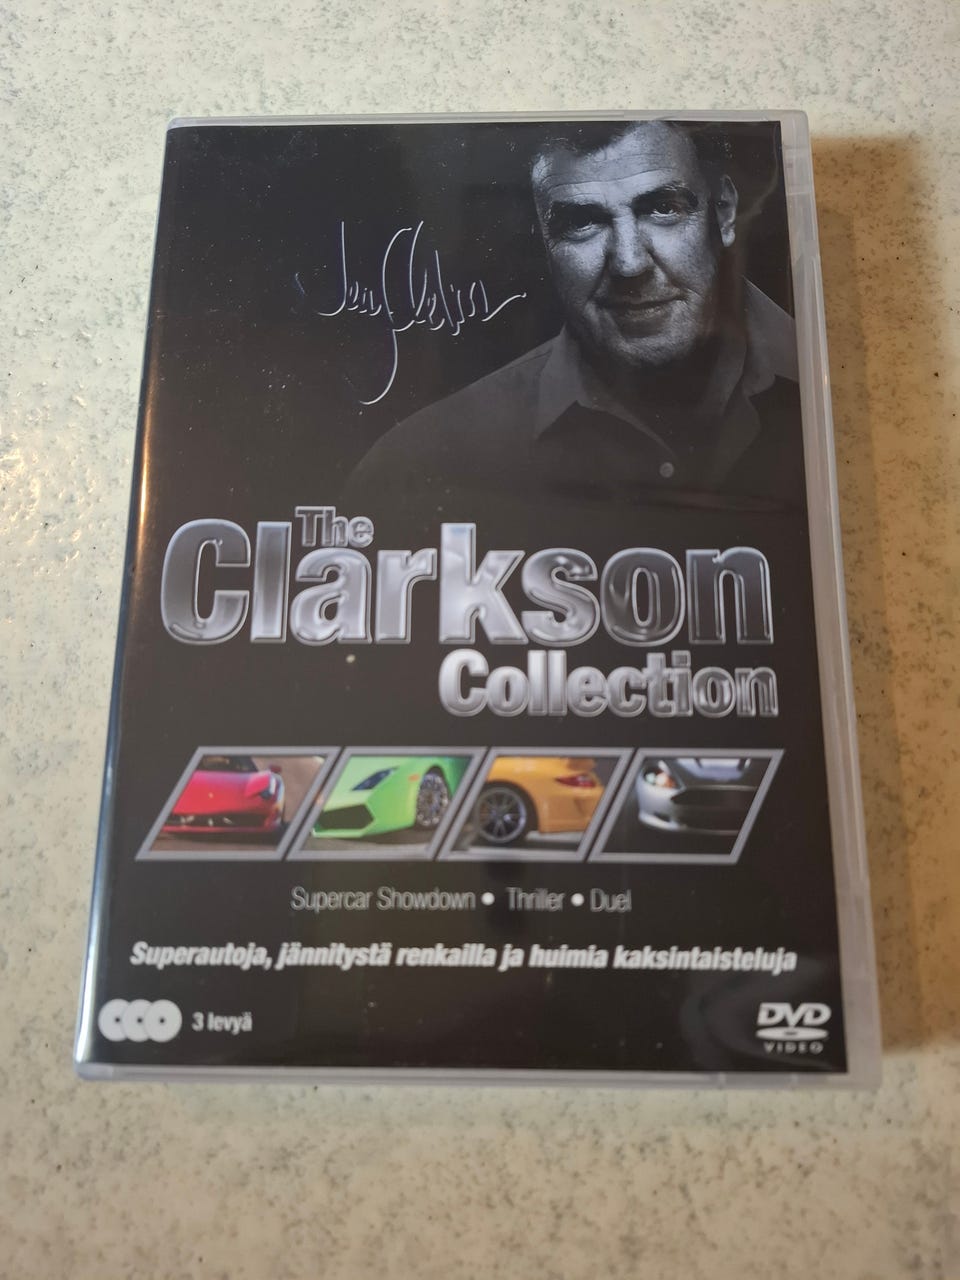 The
Clarkson
Collection
Supercar Showdown • Thriller • Duel
Superautoja, jännitystä renkailla ja huimia kaksintaisteluja
3 levyä
DVD
VIDEO